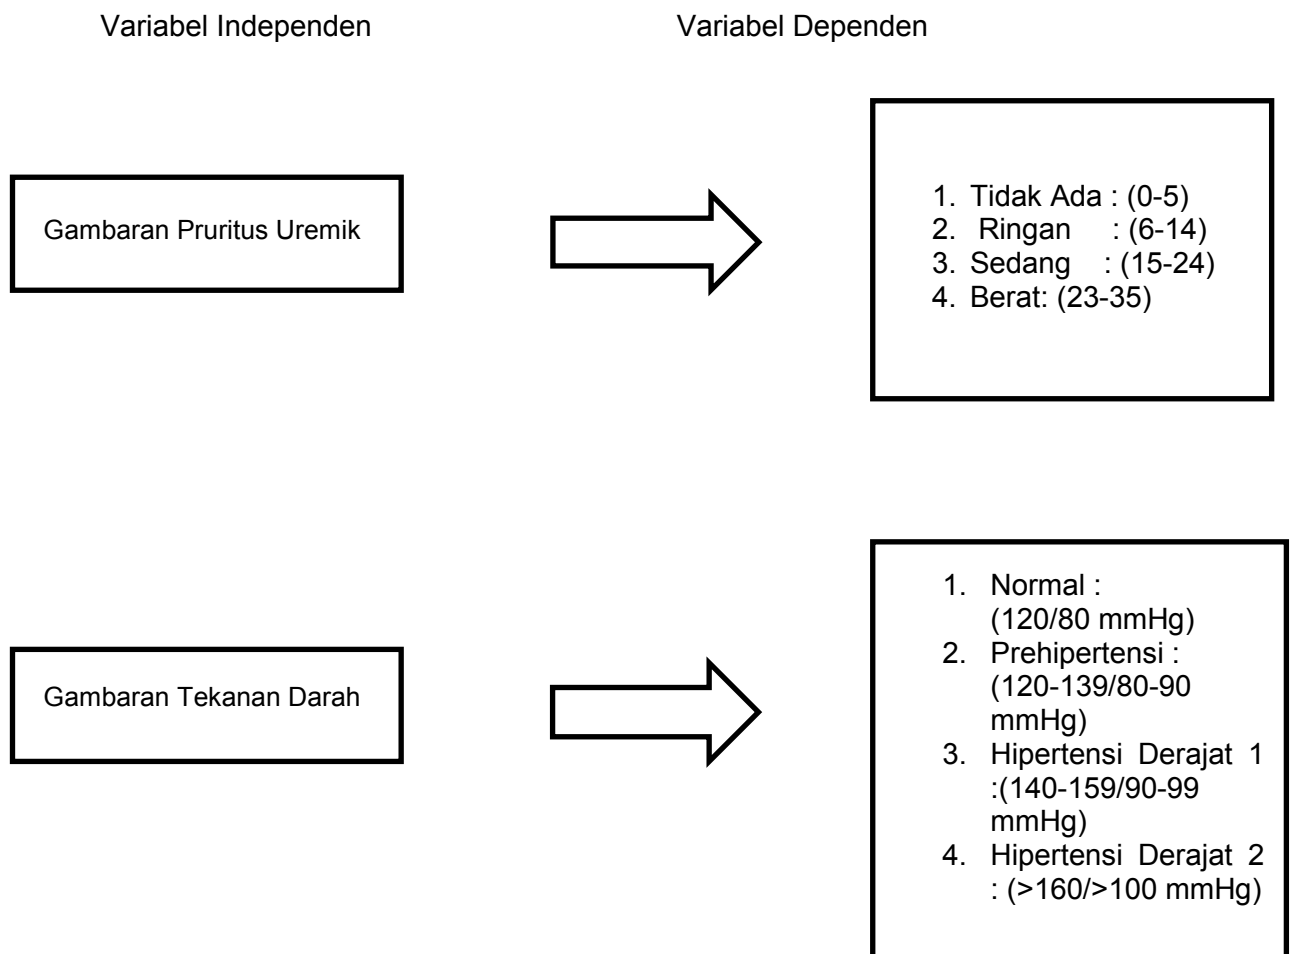 Variabel Independen
Variabel Dependen
Gambaran Pruritus Uremik
1. Tidak Ada : (0-5)
2. Ringan : (6-14)
3. Sedang : (15-24)
4. Berat: (23-35)
Gambaran Tekanan Darah
1. Normal :
(120/80 mmHg)
2. Prehipertensi :
(120-139/80-90
mmHg)
3. Hipertensi Derajat 1
:(140-159/90-99
mmHg)
4. Hipertensi Derajat 2
: (>160/>100 mmHg)